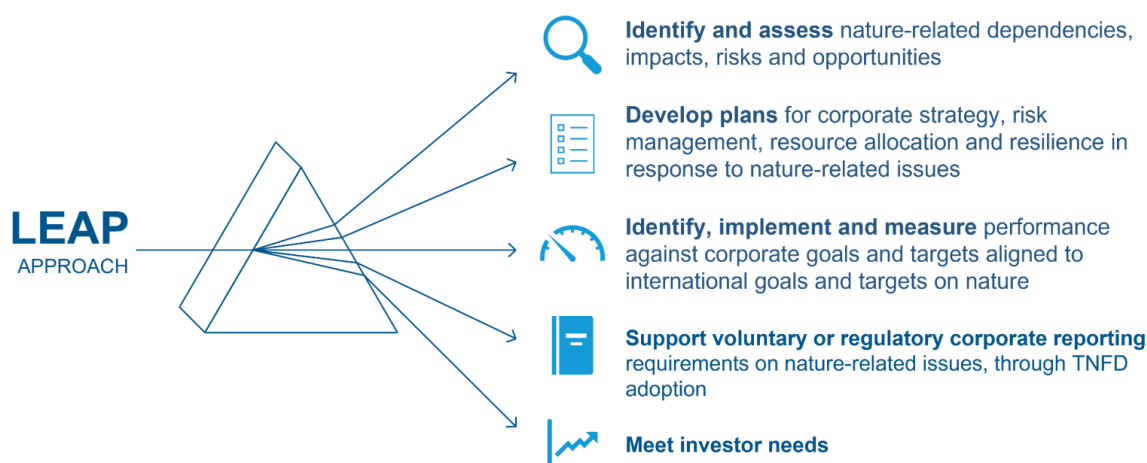 LEAP
APPROACH
Identify and assess nature-related dependencies,
impacts, risks and opportunities
Develop plans for corporate strategy, risk
management, resource allocation and resilience in
response to nature-related issues
Identify, implement and measure performance
against corporate goals and targets aligned to
international goals and targets on nature
Support voluntary or regulatory corporate reporting
requirements on nature-related issues, through TNFD
adoption
Meet investor needs